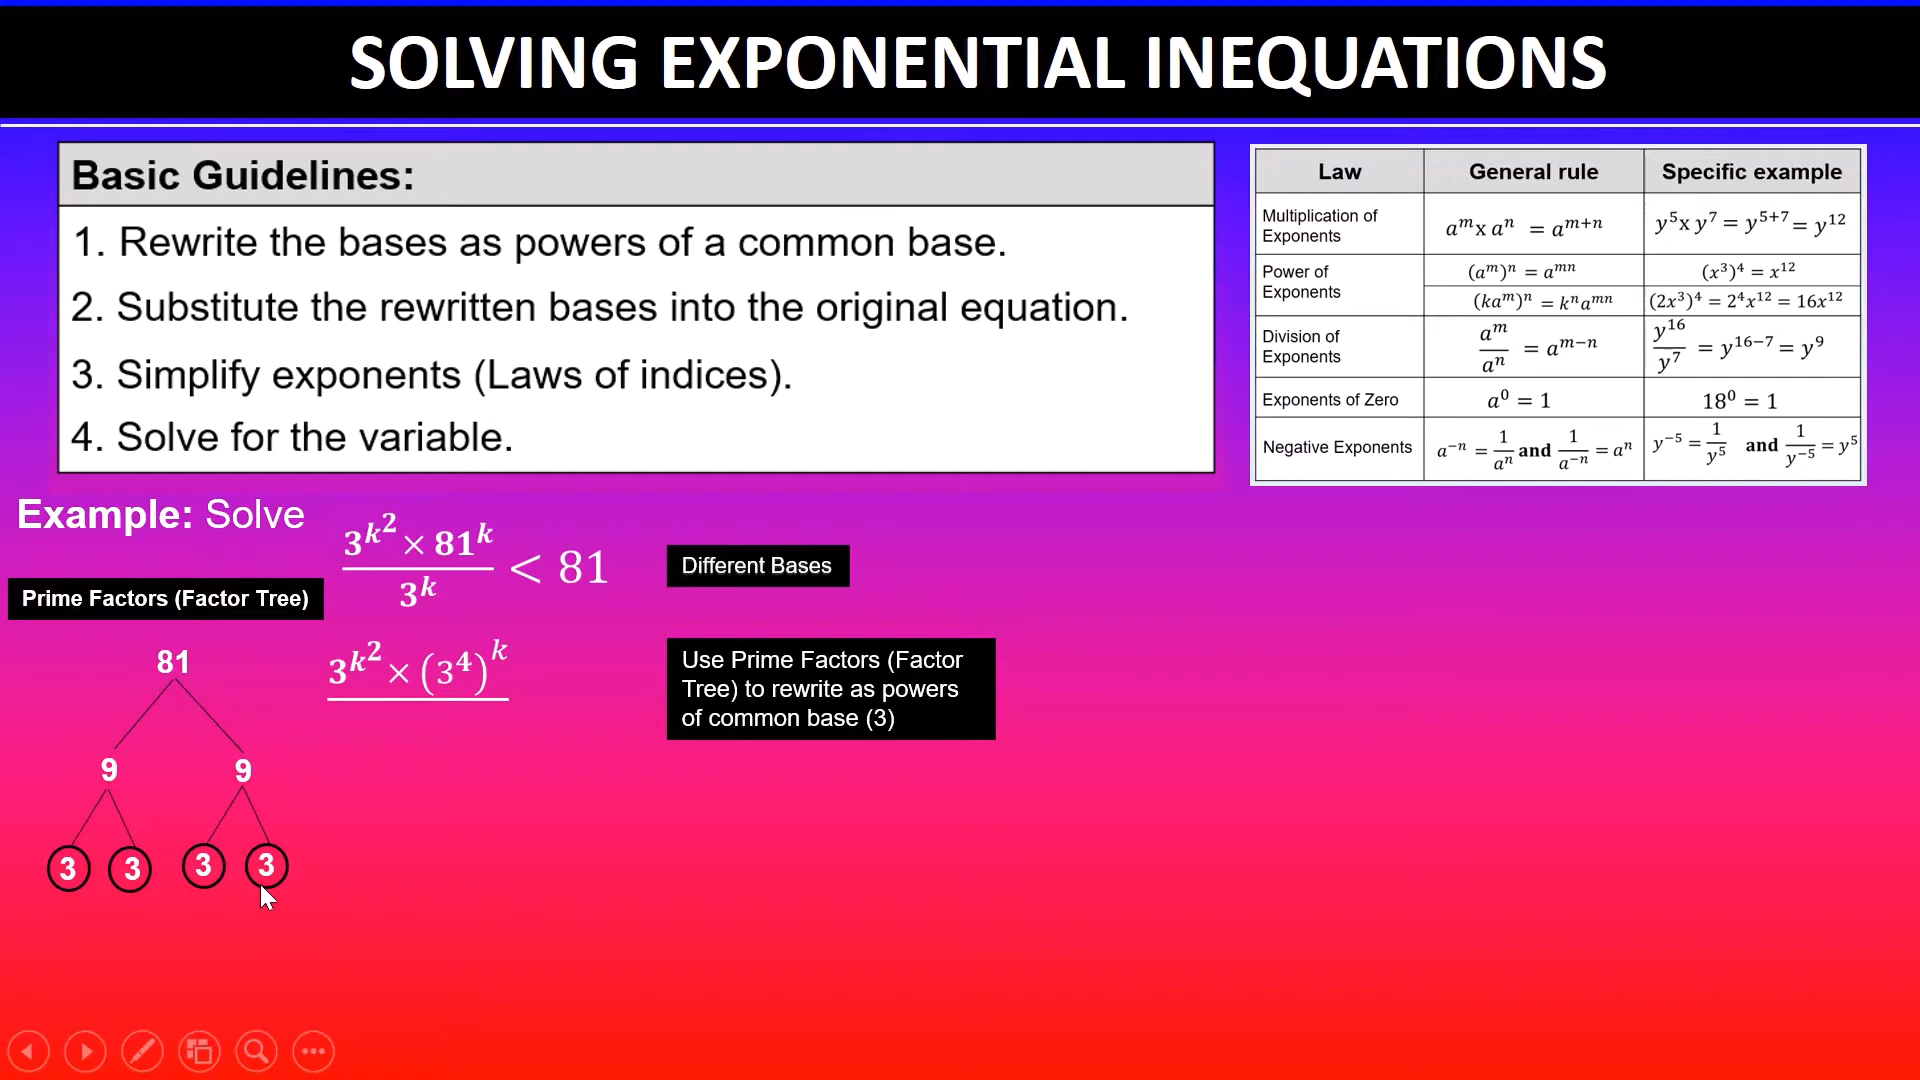 SOLVING EXPONENTIAL INEQUATIONS
Basic Guidelines:
1. Rewrite the bases as powers of a common base.
2. Substitute the rewritten bases into the original equation.
3. Simplify exponents (Laws of indices).
4. Solve for the variable.
Law General rule Specific example
Multiplication of Exponents a^m x a^n = a^{m+n} y^5 x y^7 = y^{5+7} = y^{12}
Power of Exponents (a^m)^n = a^{mn} (x^3)^4 = x^{12}
(ka^m)^n = k^n a^{mn} (2x^3)^4 = 2^4x^{12} = 16x^{12}
Division of Exponents a^m/a^n = a^{m−n} y^{16}/y^7 = y^{16−7} = y^9
Exponents of Zero a^0 = 1 18^0 = 1
Negative Exponents a^{−n} = 1/a^n and 1/a^{−n} = a^n y^{−5} = 1/y^5 and 1/y^{−5} = y^5
Example: Solve
3^{k^2} × 81^k
3^k
< 81
Different Bases
Prime Factors (Factor Tree)
81
9 9
3 3 3 3
3^{k^2} × (3^4)^k
Use Prime Factors (Factor
Tree) to rewrite as powers
of common base (3)